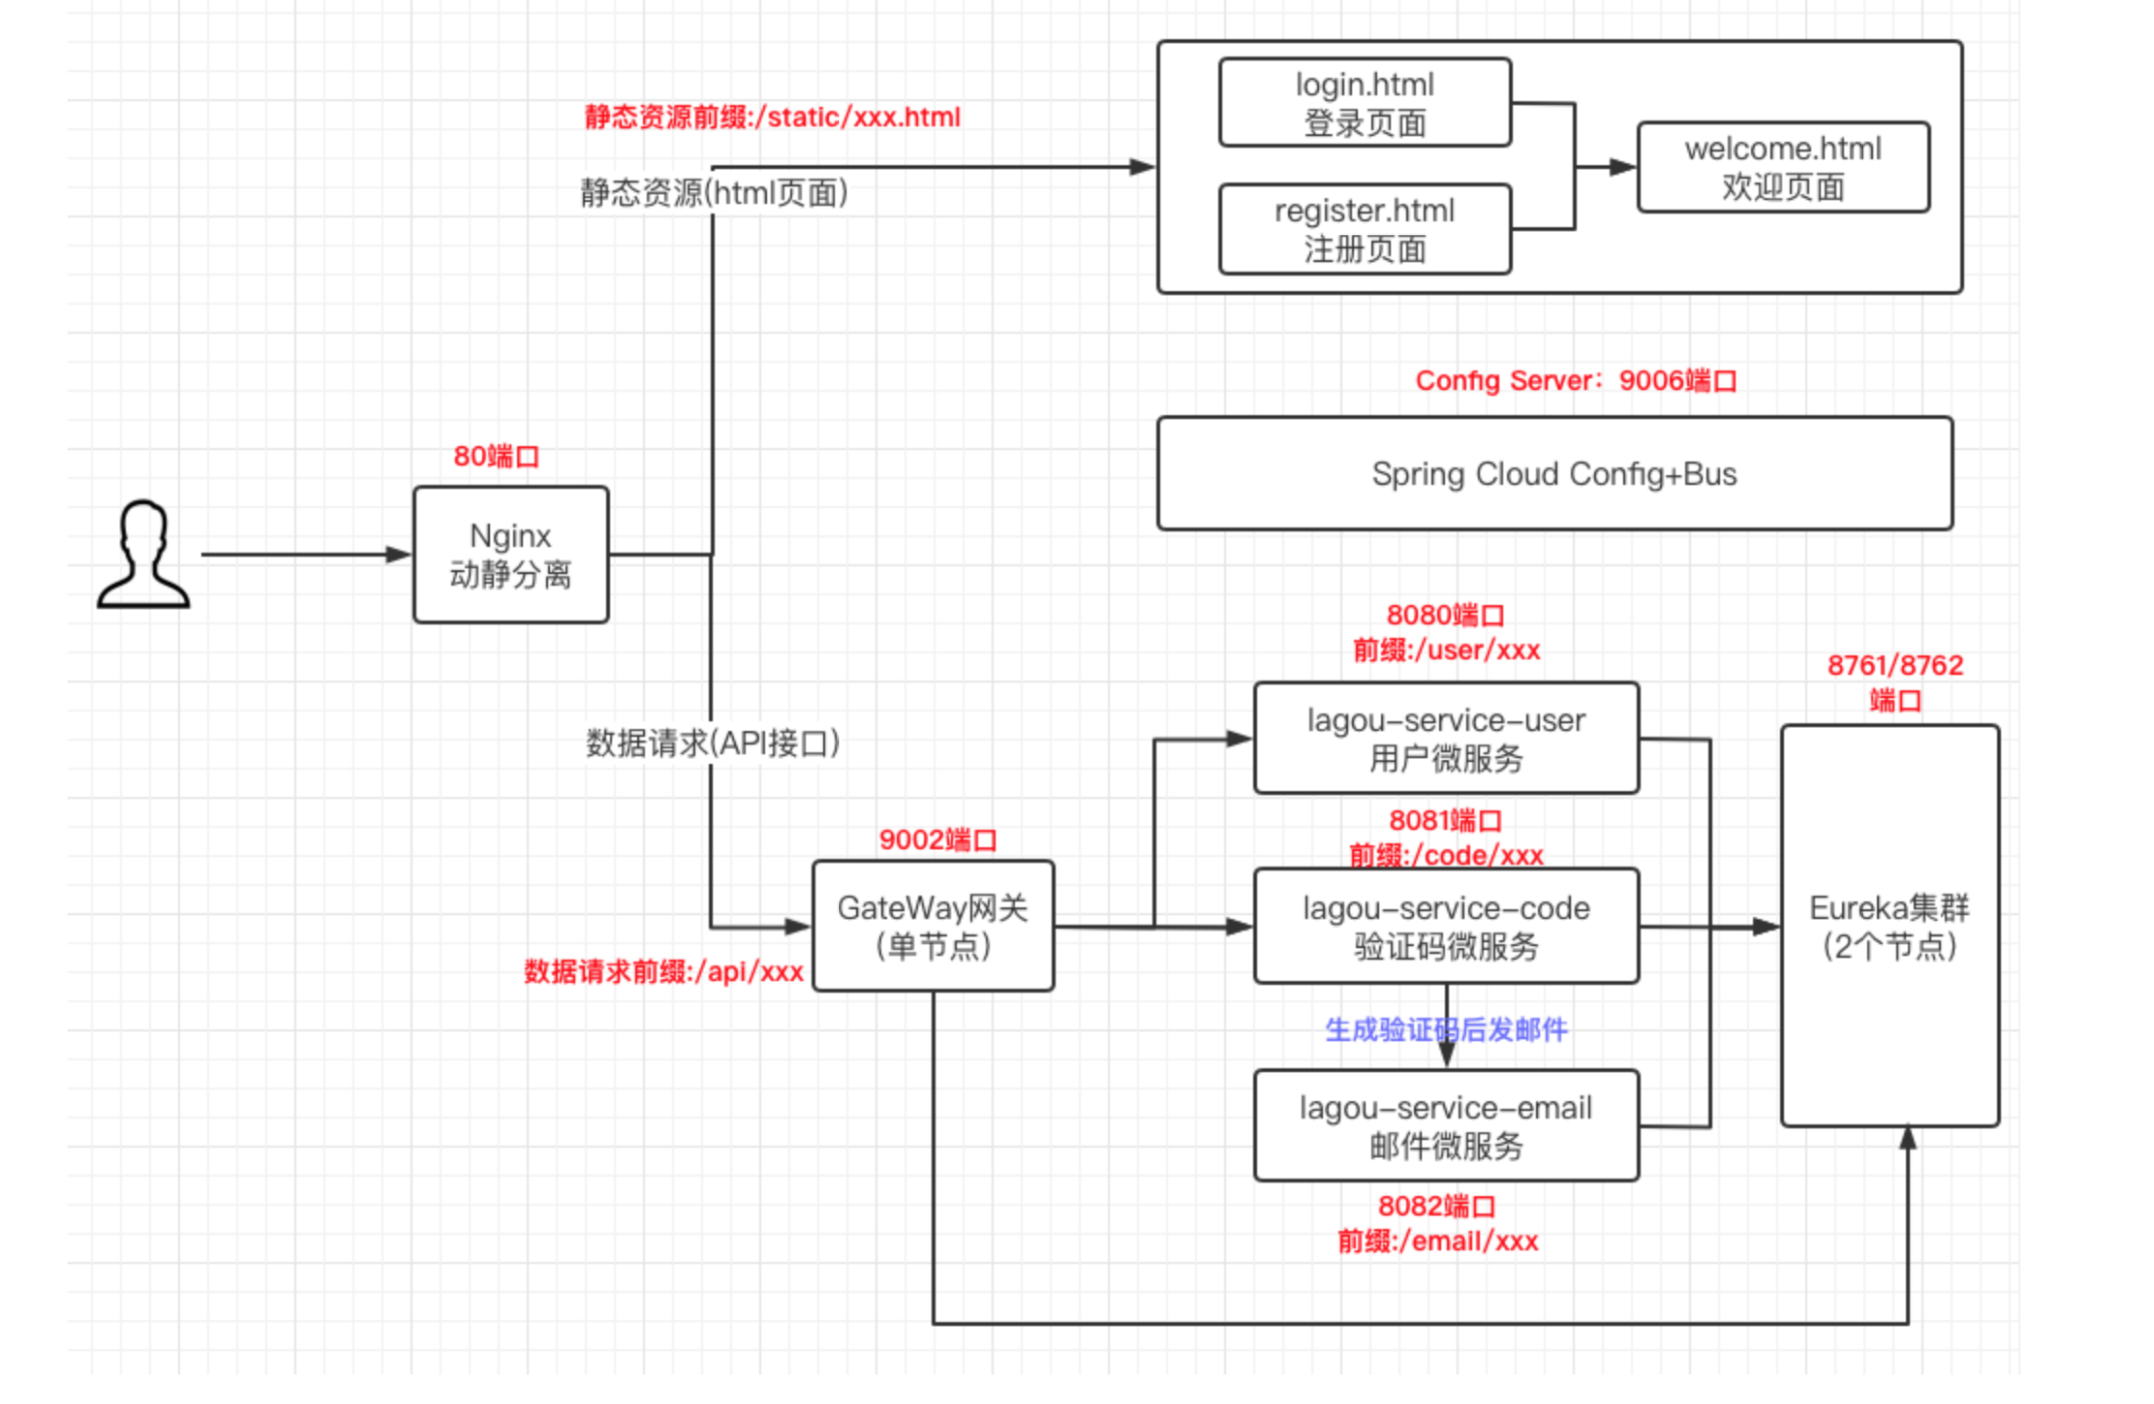 静态资源前缀:/static/xxx.html
静态资源(html页面)
login.html
登录页面
register.html
注册页面
welcome.html
欢迎页面
Config Server：9006端口
Spring Cloud Config+Bus
80端口
Nginx
动静分离
数据请求(API接口)
9002端口
GateWay网关
(单节点)
数据请求前缀:/api/xxx
8080端口
前缀:/user/xxx
lagou-service-user
用户微服务
8081端口
前缀:/code/xxx
lagou-service-code
验证码微服务
生成验证码后发邮件
lagou-service-email
邮件微服务
8082端口
前缀:/email/xxx
8761/8762
端口
Eureka集群
(2个节点)